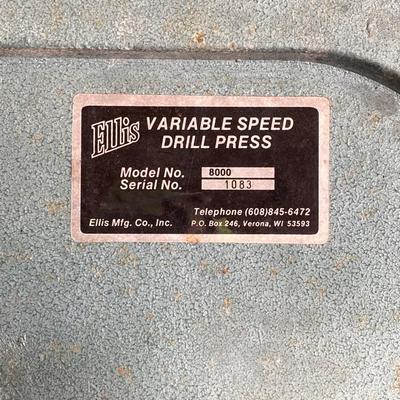 Ellis VARIABLE SPEED
DRILL PRESS
Model No. 8000
Serial No. 1083
Telephone (608)845-6472
Ellis Mfg. Co., Inc. P.O. Box 246, Verona, WI 53593